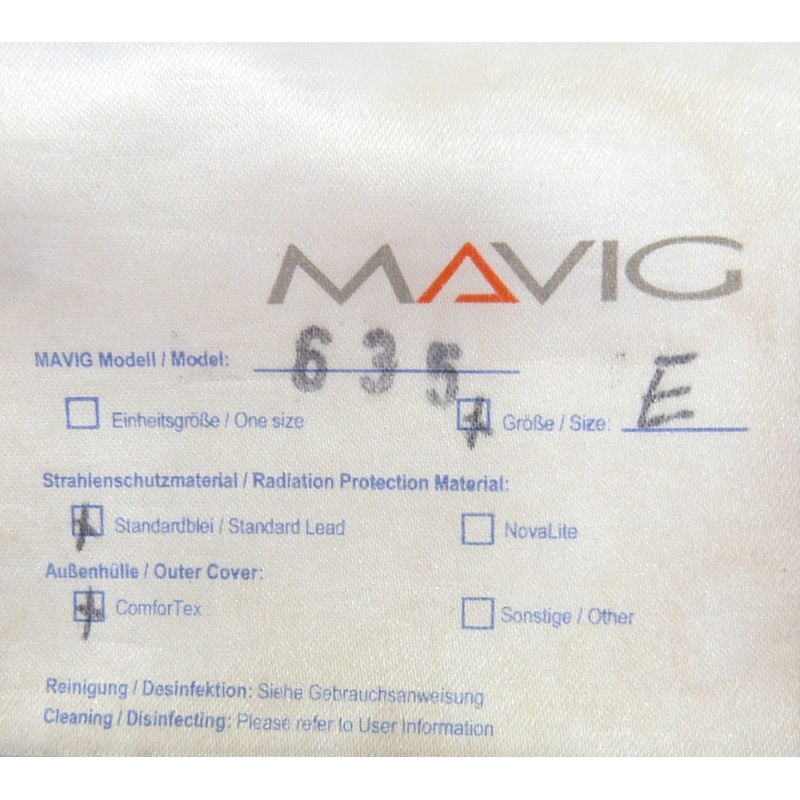 MAVIG
MAVIG Modell / Model: 635
Einheitsgröße / One size Größe / Size: E
Strahlenschutzmaterial / Radiation Protection Material:
Standardblei / Standard Lead NovaLite
Außenhülle / Outer Cover:
ComforTex Sonstige / Other
Reinigung / Desinfektion: Siehe Gebrauchsanweisung
Cleaning / Disinfecting: Please refer to User Information